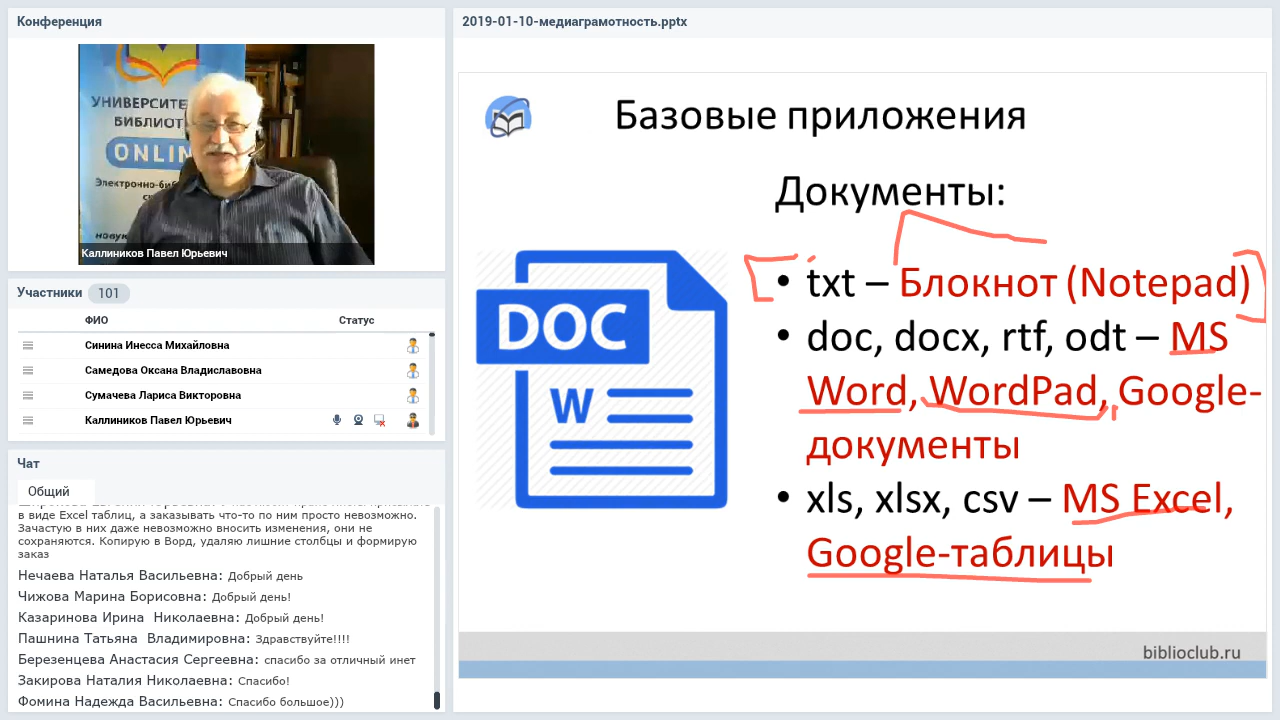 Конференция
УНИВЕРСИТЕ
БИБЛИО
ONLIN
Электронно-биб
Каллиников Павел Юрьевич
Участники 101
ФИО Статус
Синина Инесса Михайловна
Самедова Оксана Владиславовна
Сумачева Лариса Викторовна
Каллиников Павел Юрьевич
Чат
Общий
в виде Excel таблиц, а заказывать что-то по ним просто невозможно.
Зачастую в них даже невозможно вносить изменения, они не
сохраняются. Копирую в Ворд, удаляю лишние столбцы и формирую
заказ
Нечаева Наталья Васильевна: Добрый день
Чижова Марина Борисовна: Добрый день!
Казаринова Ирина Николаевна: Добрый день!
Пашнина Татьяна Владимировна: Здравствуйте!!!!
Березенцева Анастасия Сергеевна: спасибо за отличный инет
Закирова Наталия Николаевна: Спасибо!
Фомина Надежда Васильевна: Спасибо большое)))
2019-01-10-медиаграмотность.pptx
Базовые приложения
Документы:
DOC
W
• txt – Блокнот (Notepad)
• doc, docx, rtf, odt – MS
Word, WordPad, Google-
документы
• xls, xlsx, csv – MS Excel,
Google-таблицы
biblioclub.ru